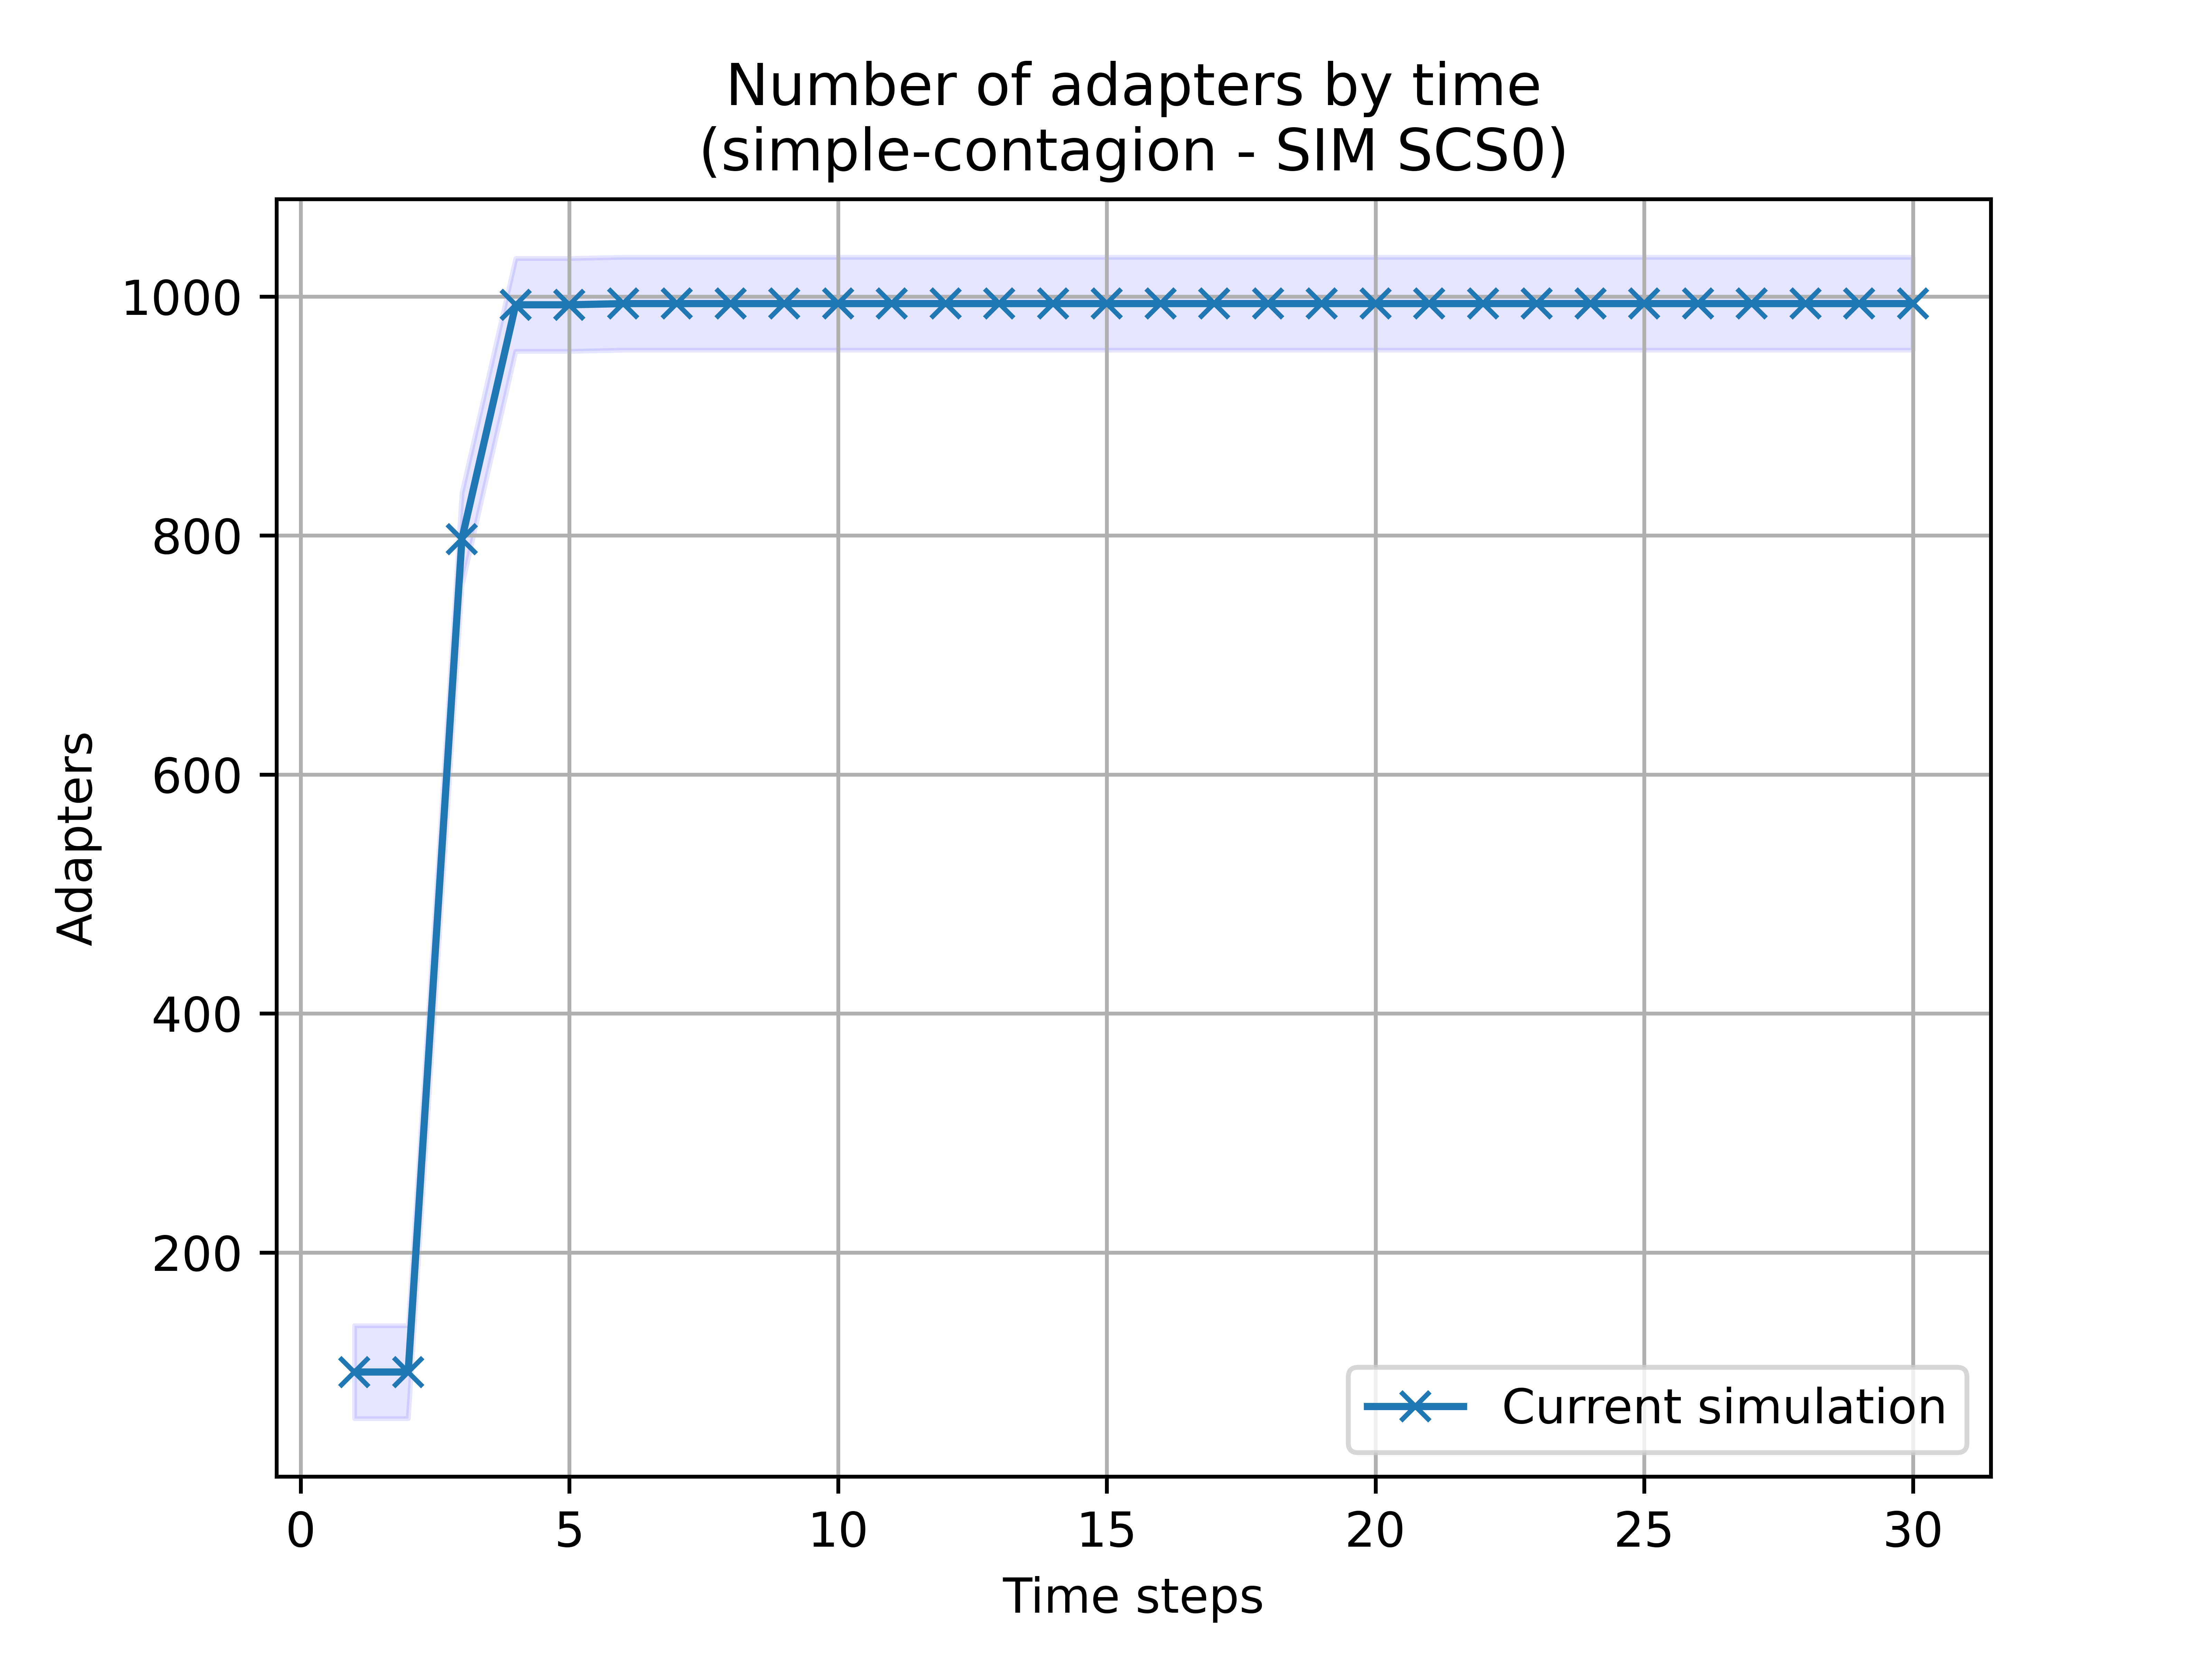 Number of adapters by time
(simple-contagion - SIM SCS0)
1000
800
600
400
200
Adapters
Current simulation
0 5 10 15 20 25 30
Time steps